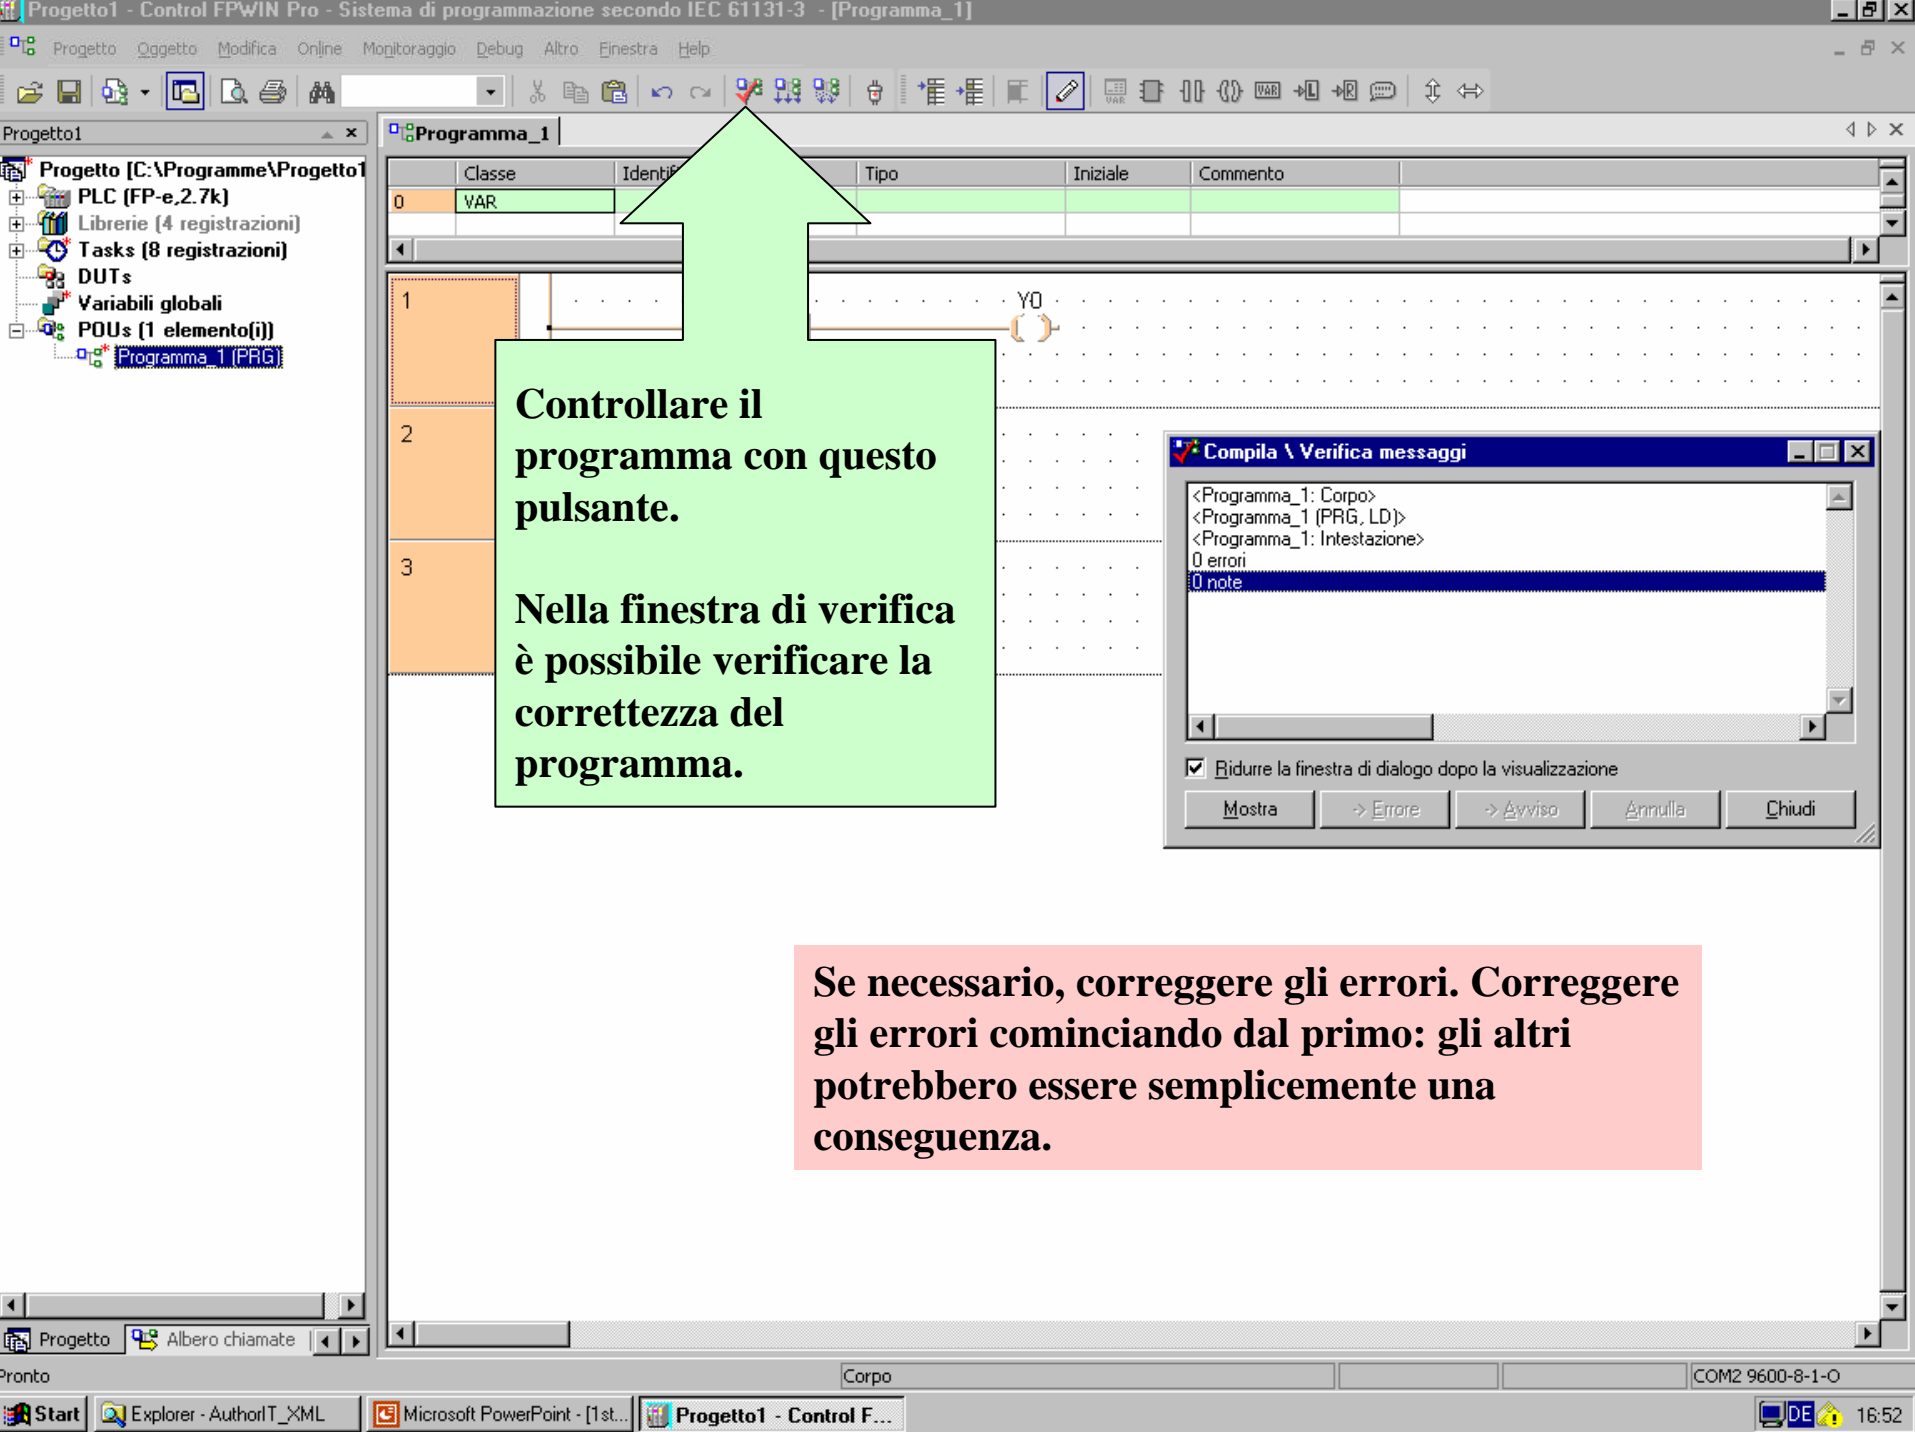 Progetto1 - Control FPWIN Pro - Sistema di programmazione secondo IEC 61131-3 - [Programma_1]
Progetto Oggetto Modifica Online Monitoraggio Debug Altro Finestra Help
Progetto1
Programma_1
Progetto [C:\Programme\Progetto1
PLC (FP-e,2.7k)
Librerie (4 registrazioni)
Tasks (8 registrazioni)
DUTs
Variabili globali
POUs (1 elemento(i))
Programma_1 (PRG)
Classe Identif Tipo Iniziale Commento
0 VAR
1
Y0
2
3
Controllare il
programma con questo
pulsante.
Nella finestra di verifica
è possibile verificare la
correttezza del
programma.
Compila \ Verifica messaggi
<Programma_1: Corpo>
<Programma_1 (PRG, LD)>
<Programma_1: Intestazione>
0 errori
0 note
Ridurre la finestra di dialogo dopo la visualizzazione
Mostra -> Errore -> Avviso Annulla Chiudi
Se necessario, correggere gli errori. Correggere
gli errori cominciando dal primo: gli altri
potrebbero essere semplicemente una
conseguenza.
Progetto Albero chiamate
Pronto Corpo COM2 9600-8-1-O
Start Explorer - AuthorIT_XML Microsoft PowerPoint - [1st... Progetto1 - Control F... DE 16:52